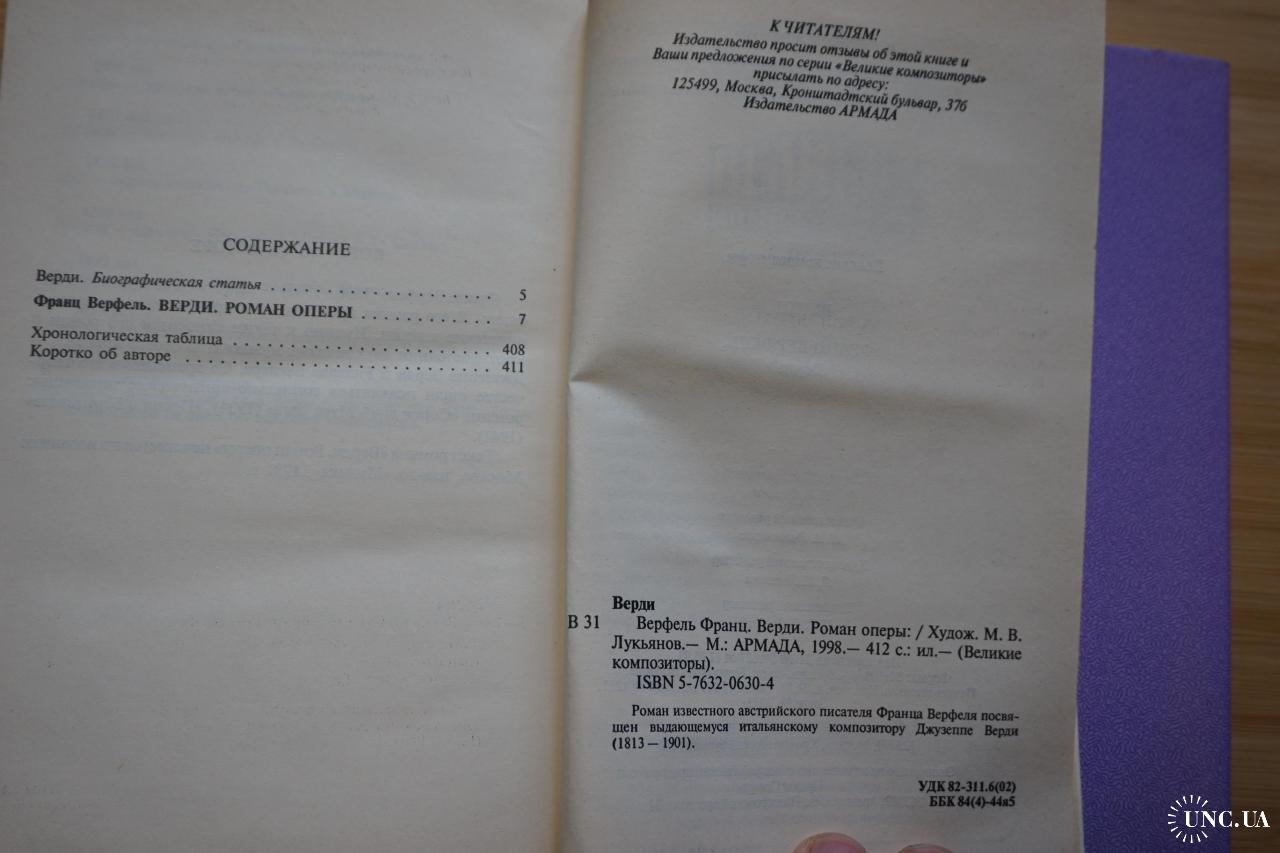 СОДЕРЖАНИЕ
Верди. Биографическая статья . . . . . . . . . . . . . . . . . . . . . 5
Франц Верфель. ВЕРДИ. РОМАН ОПЕРЫ . . . . . . . . . . . . 7
Хронологическая таблица . . . . . . . . . . . . . . . . . . . . . . . . 408
Коротко об авторе . . . . . . . . . . . . . . . . . . . . . . . . . . . . 411
К ЧИТАТЕЛЯМ!
Издательство просит отзывы об этой книге и
Ваши предложения по серии «Великие композиторы»
присылать по адресу:
125499, Москва, Кронштадтский бульвар, 37б
Издательство АРМАДА
Верди
В 31 Верфель Франц. Верди. Роман оперы: / Худож. М. В.
Лукьянов.— М.: АРМАДА, 1998.— 412 с.: ил.— (Великие
композиторы).
ISBN 5-7632-0630-4
Роман известного австрийского писателя Франца Верфеля посвя-
щен выдающемуся итальянскому композитору Джузеппе Верди
(1813 — 1901).
УДК 82-311.6(02)
ББК 84(4)-44я5
UNC.UA